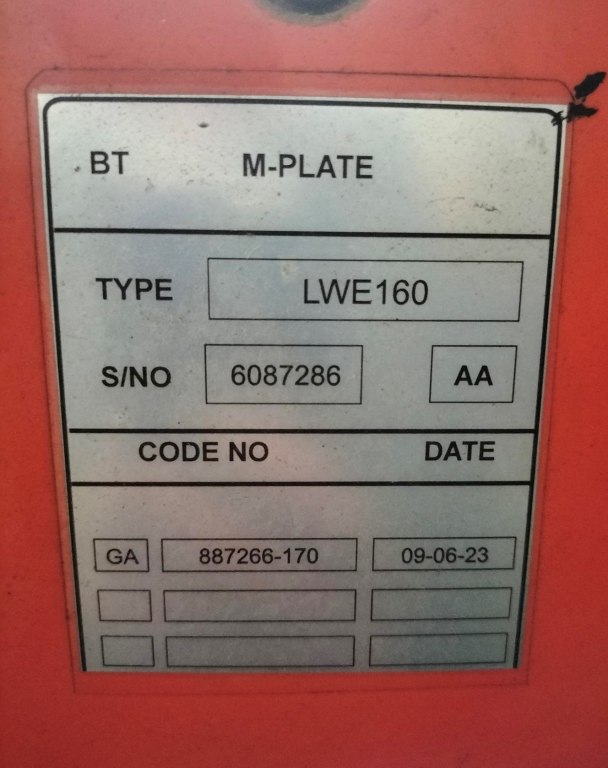 BT M-PLATE
TYPE LWE160
S/NO 6087286 AA
CODE NO DATE
GA 887266-170 09-06-23